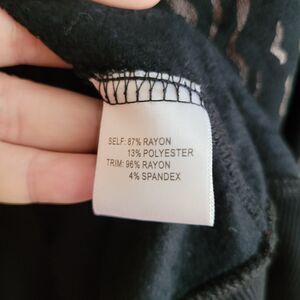 SELF: 87% RAYON
13% POLYESTER
TRIM: 96% RAYON
4% SPANDEX